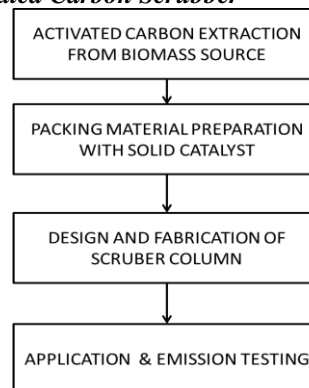 Carbon Scrubber
ACTIVATED CARBON EXTRACTION
FROM BIOMASS SOURCE
PACKING MATERIAL PREPARATION
WITH SOLID CATALYST
DESIGN AND FABRICATION OF
SCRUBER COLUMN
APPLICATION & EMISSION TESTING